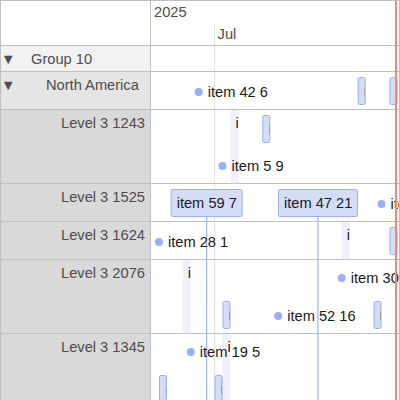 2025
Jul
▼ Group 10
▼ North America
item 42 6
Level 3 1243
i
item 5 9
Level 3 1525
item 59 7
item 47 21
Level 3 1624
item 28 1
i
Level 3 2076
i
item 30
item 52 16
Level 3 1345
item 19 5
i